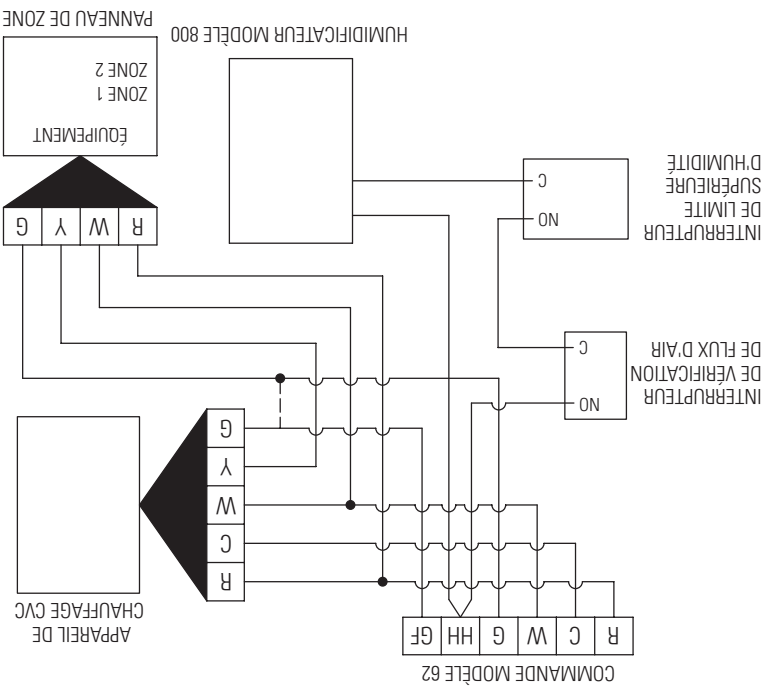 COMMANDE MODÈLE 62
R C W G HH GF
APPAREIL DE
CHAUFFAGE CVC
R
C
W
Y
G
INTERRUPTEUR
DE VÉRIFICATION
DE FLUX D'AIR
NO
C
INTERRUPTEUR
DE LIMITE
SUPÉRIEURE
D'HUMIDITÉ
NO
C
HUMIDIFICATEUR MODÈLE 800
R W Y G
ÉQUIPEMENT
ZONE 1
ZONE 2
PANNEAU DE ZONE